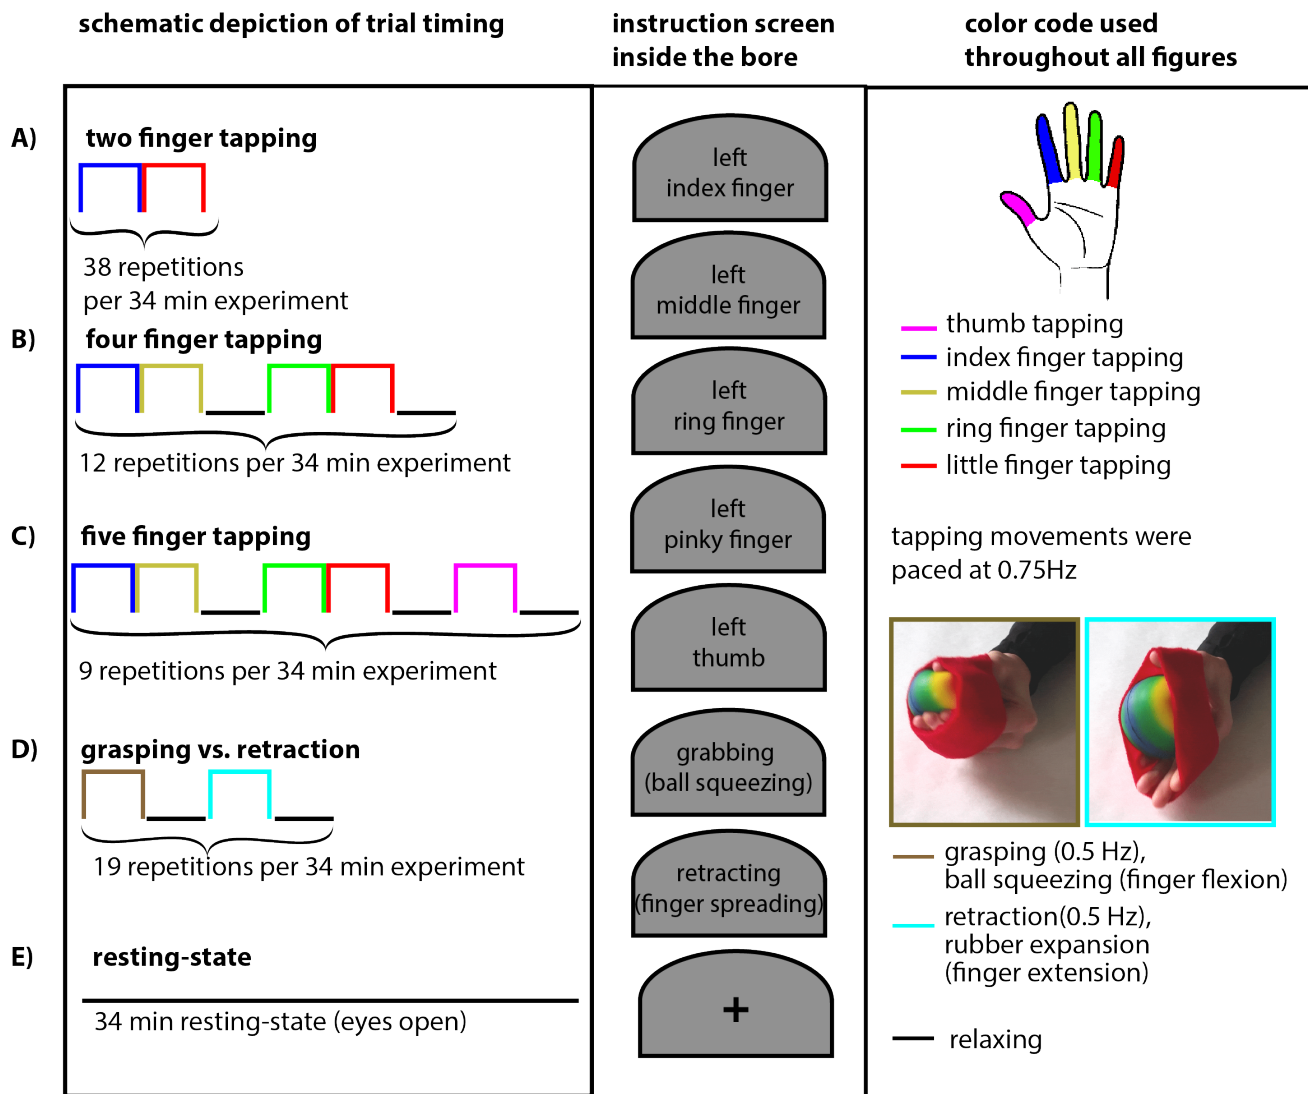 schematic depiction of trial timing
instruction screen
inside the bore
color code used
throughout all figures
A)
two finger tapping
38 repetitions
per 34 min experiment
B)
four finger tapping
12 repetitions per 34 min experiment
C)
five finger tapping
9 repetitions per 34 min experiment
D)
grasping vs. retraction
19 repetitions per 34 min experiment
E)
resting-state
34 min resting-state (eyes open)
left
index finger
left
middle finger
left
ring finger
left
pinky finger
left
thumb
grabbing
(ball squeezing)
retracting
(finger spreading)
+
thumb tapping
index finger tapping
middle finger tapping
ring finger tapping
little finger tapping
tapping movements were
paced at 0.75Hz
grasping (0.5 Hz),
ball squeezing (finger flexion)
retraction(0.5 Hz),
rubber expansion
(finger extension)
relaxing